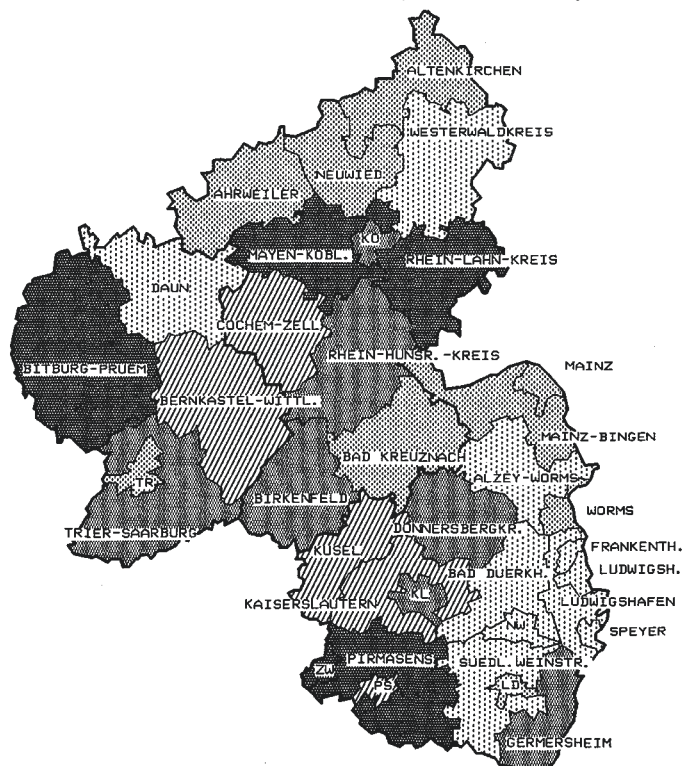 ALTENKIRCHEN
WESTERWALDKREIS
NEUWIED
AHRWEILER
KO
MAYEN-KOBL.
RHEIN-LAHN-KREIS
DAUN
COCHEM-ZELL
RHEIN-HUNSR.-KREIS
MAINZ
BITBURG-PRUEM
BERNKASTEL-WITTL.
MAINZ-BINGEN
BAD KREUZNACH
ALZEY-WORMS
TR
BIRKENFELD
WORMS
TRIER-SAARBURG
DONNERSBERGKR.
FRANKENTH.
KUSEL
LUDWIGSH.
BAD DUERKH.
KL
KAISERSLAUTERN
LUDWIGSHAFEN
NW
SPEYER
PIRMASENS
SUEDL. WEINSTR.
ZW
PS
LD
GERMERSHEIM